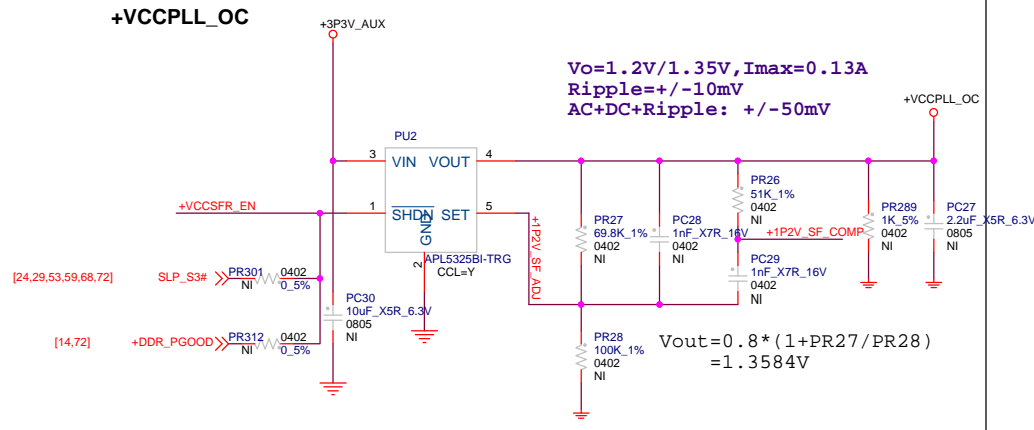 +VCCPLL_OC
+3P3V_AUX
Vo=1.2V/1.35V,Imax=0.13A
Ripple=+/-10mV
AC+DC+Ripple: +/-50mV
+VCCPLL_OC
PU2
3 VIN VOUT 4
1 SHDN SET 5
GND
2
APL5325BI-TRG
CCL=Y
+VCCSFR_EN
+1P2V_SF_ADJ
PR26
51K_1%
0402
NI
+1P2V_SF_COMP
PR27
69.8K_1%
0402
NI
PC28
1nF_X7R_16V
0402
NI
PC29
1nF_X7R_16V
0402
NI
PR289
1K_5%
0402
NI
PC27
2.2uF_X5R_6.3V
0805
NI
[24,29,53,59,68,72] SLP_S3# PR301 0402
NI 0_5%
PC30
10uF_X5R_6.3V
0805
NI
[14,72] +DDR_PGOOD PR312 0402
NI 0_5%
PR28
100K_1%
0402
NI
Vout=0.8*(1+PR27/PR28)
=1.3584V